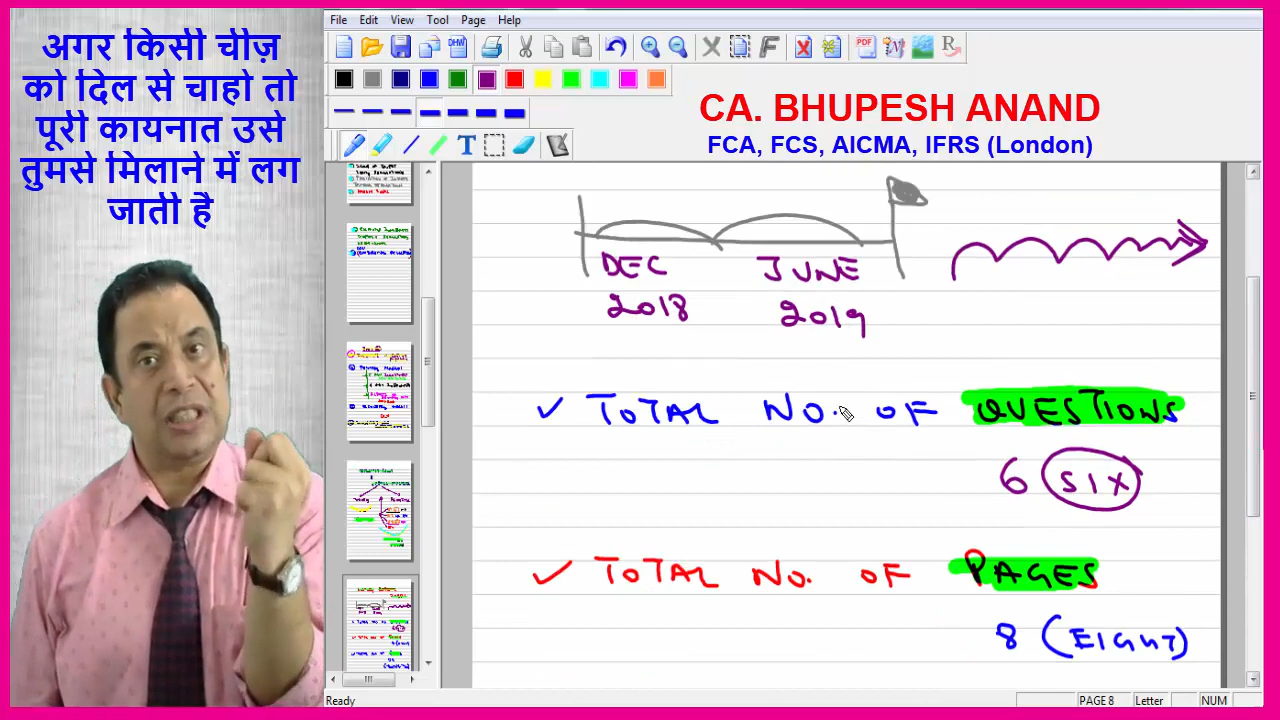 अगर किसी चीज़
को दिल से चाहो तो
पूरी कायनात उसे
तुमसे मिलाने में लग
जाती है
File Edit View Tool Page Help
DHW
PDF
CA. BHUPESH ANAND
FCA, FCS, AICMA, IFRS (London)
DEC JUNE
2018 2019
✓ TOTAL NO. OF QUESTIONS
6 SIX
✓ TOTAL NO. OF PAGES
8 (EIGHT)
Ready PAGE 8 Letter NUM